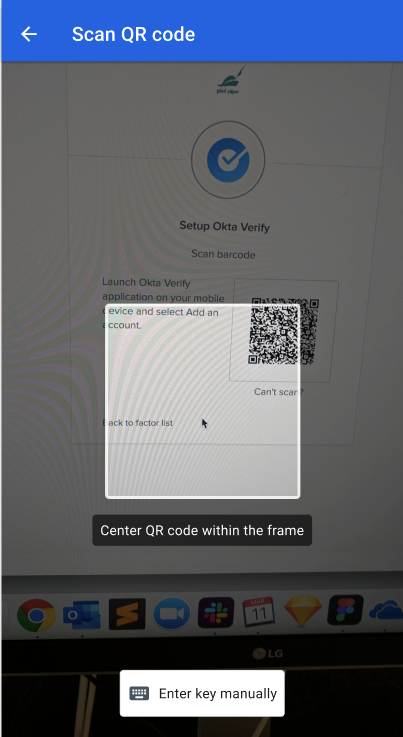 Scan QR code
Setup Okta Verify
Scan barcode
Launch Okta Verify
application on your mobile
device and select Add an
account.
Can't scan?
Back to factor list
Center QR code within the frame
MAR
11
LG
Enter key manually